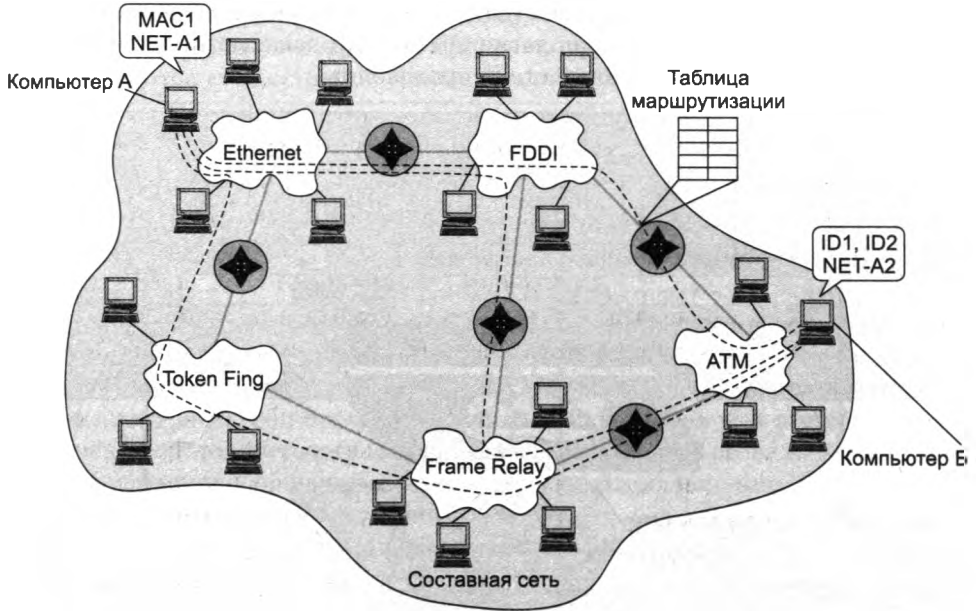 MAC1
NET-A1
Компьютер А
Ethernet
FDDI
Таблица
маршрутизации
ID1, ID2
NET-A2
Token Fing
ATM
Frame Relay
Компьютер Б
Составная сеть